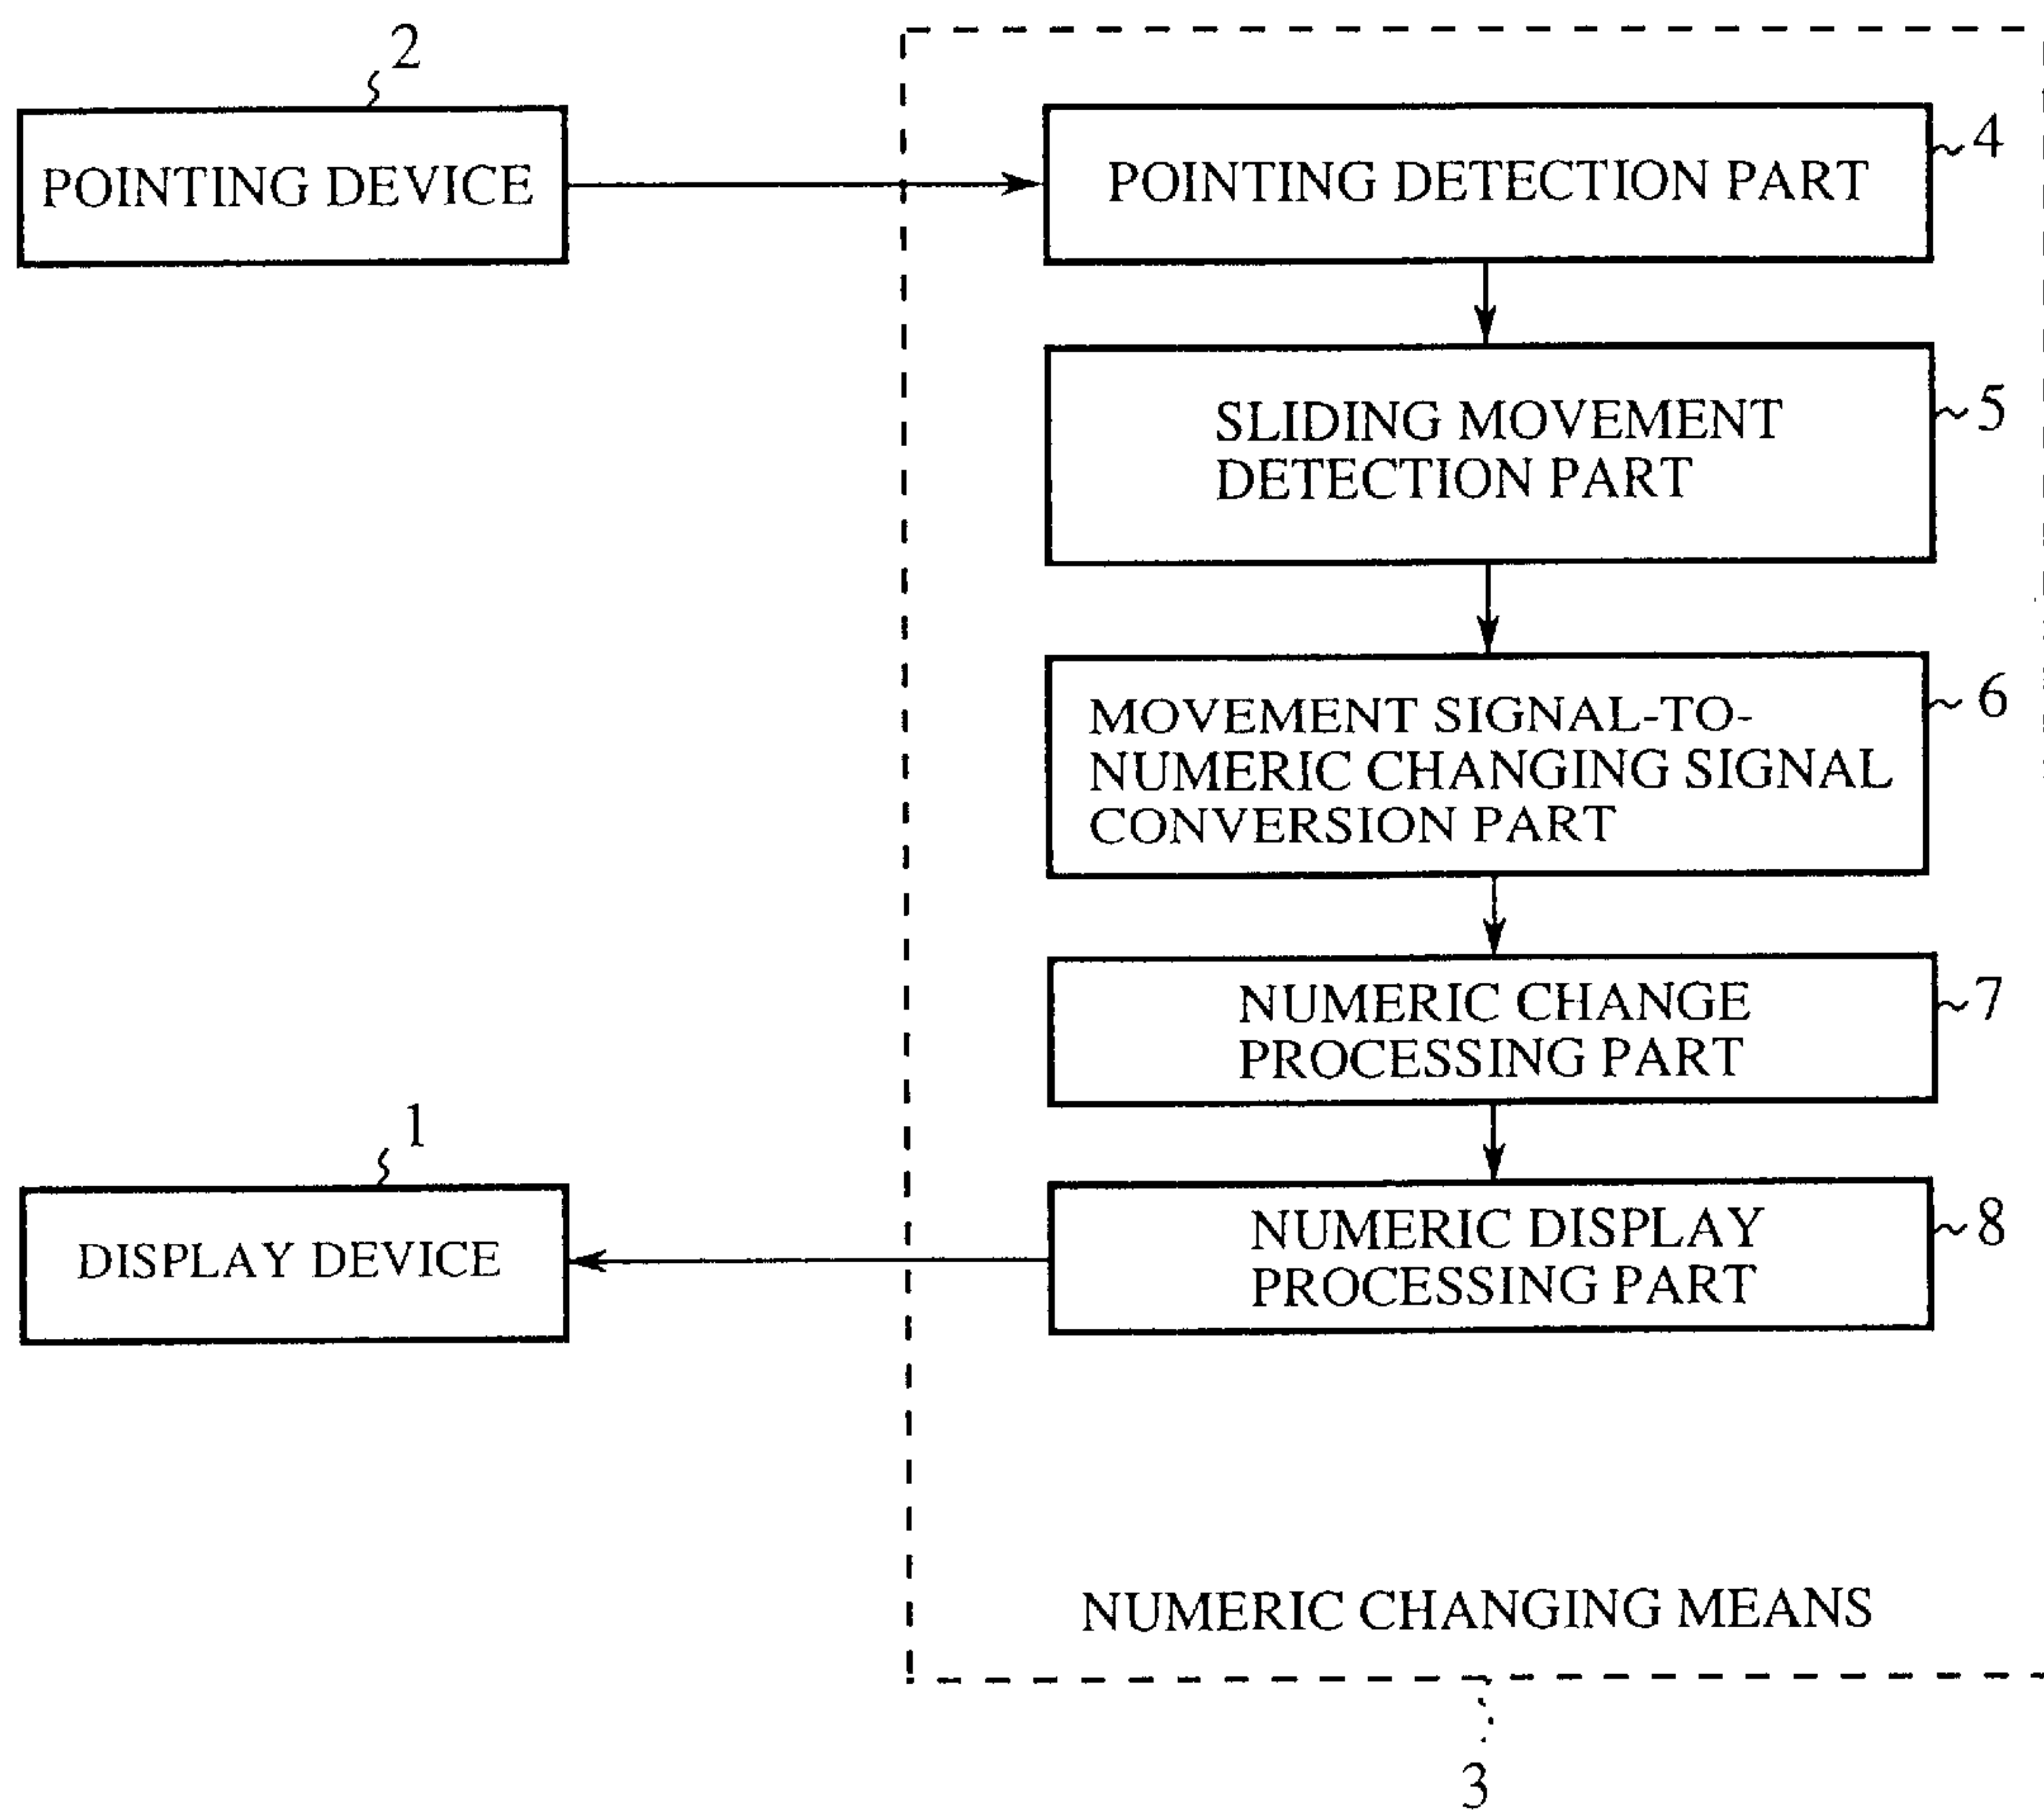 2
POINTING DEVICE
POINTING DETECTION PART
4
SLIDING MOVEMENT
DETECTION PART
5
MOVEMENT SIGNAL-TO-
NUMERIC CHANGING SIGNAL
CONVERSION PART
6
NUMERIC CHANGE
PROCESSING PART
7
1
DISPLAY DEVICE
NUMERIC DISPLAY
PROCESSING PART
8
NUMERIC CHANGING MEANS
3